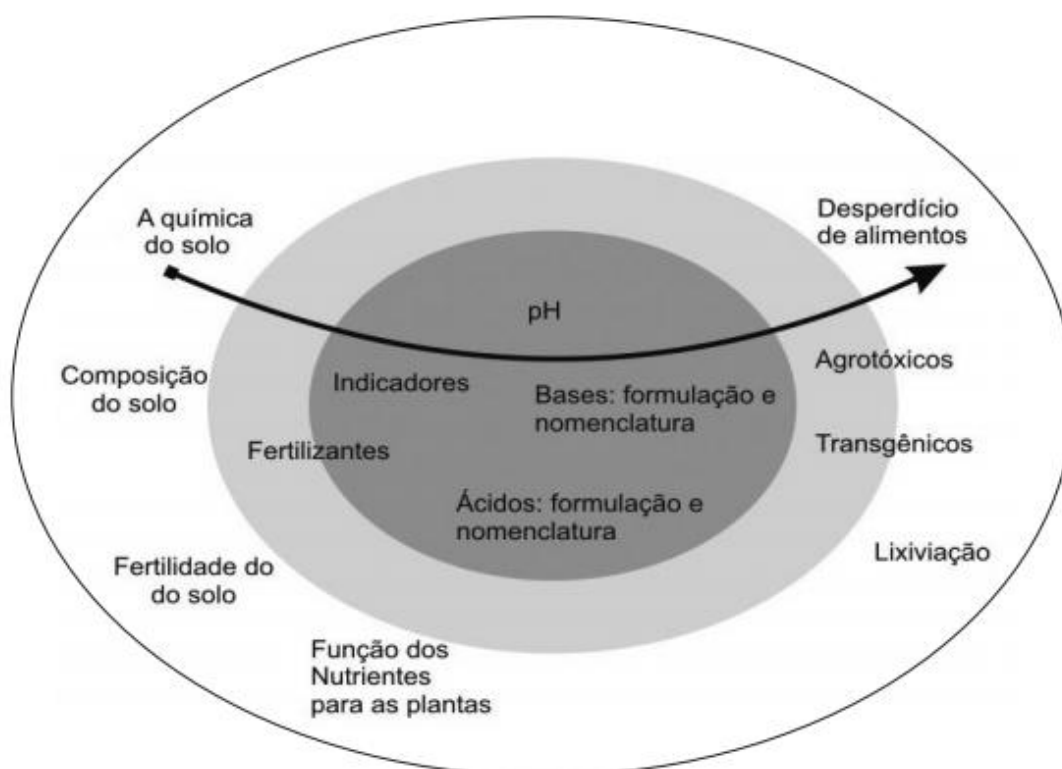 A química
do solo
Desperdício
de alimentos
pH
Composição
do solo
Indicadores
Bases: formulação e
nomenclatura
Agrotóxicos
Fertilizantes
Transgênicos
Ácidos: formulação e
nomenclatura
Lixiviação
Fertilidade do
do solo
Função dos
Nutrientes
para as plantas